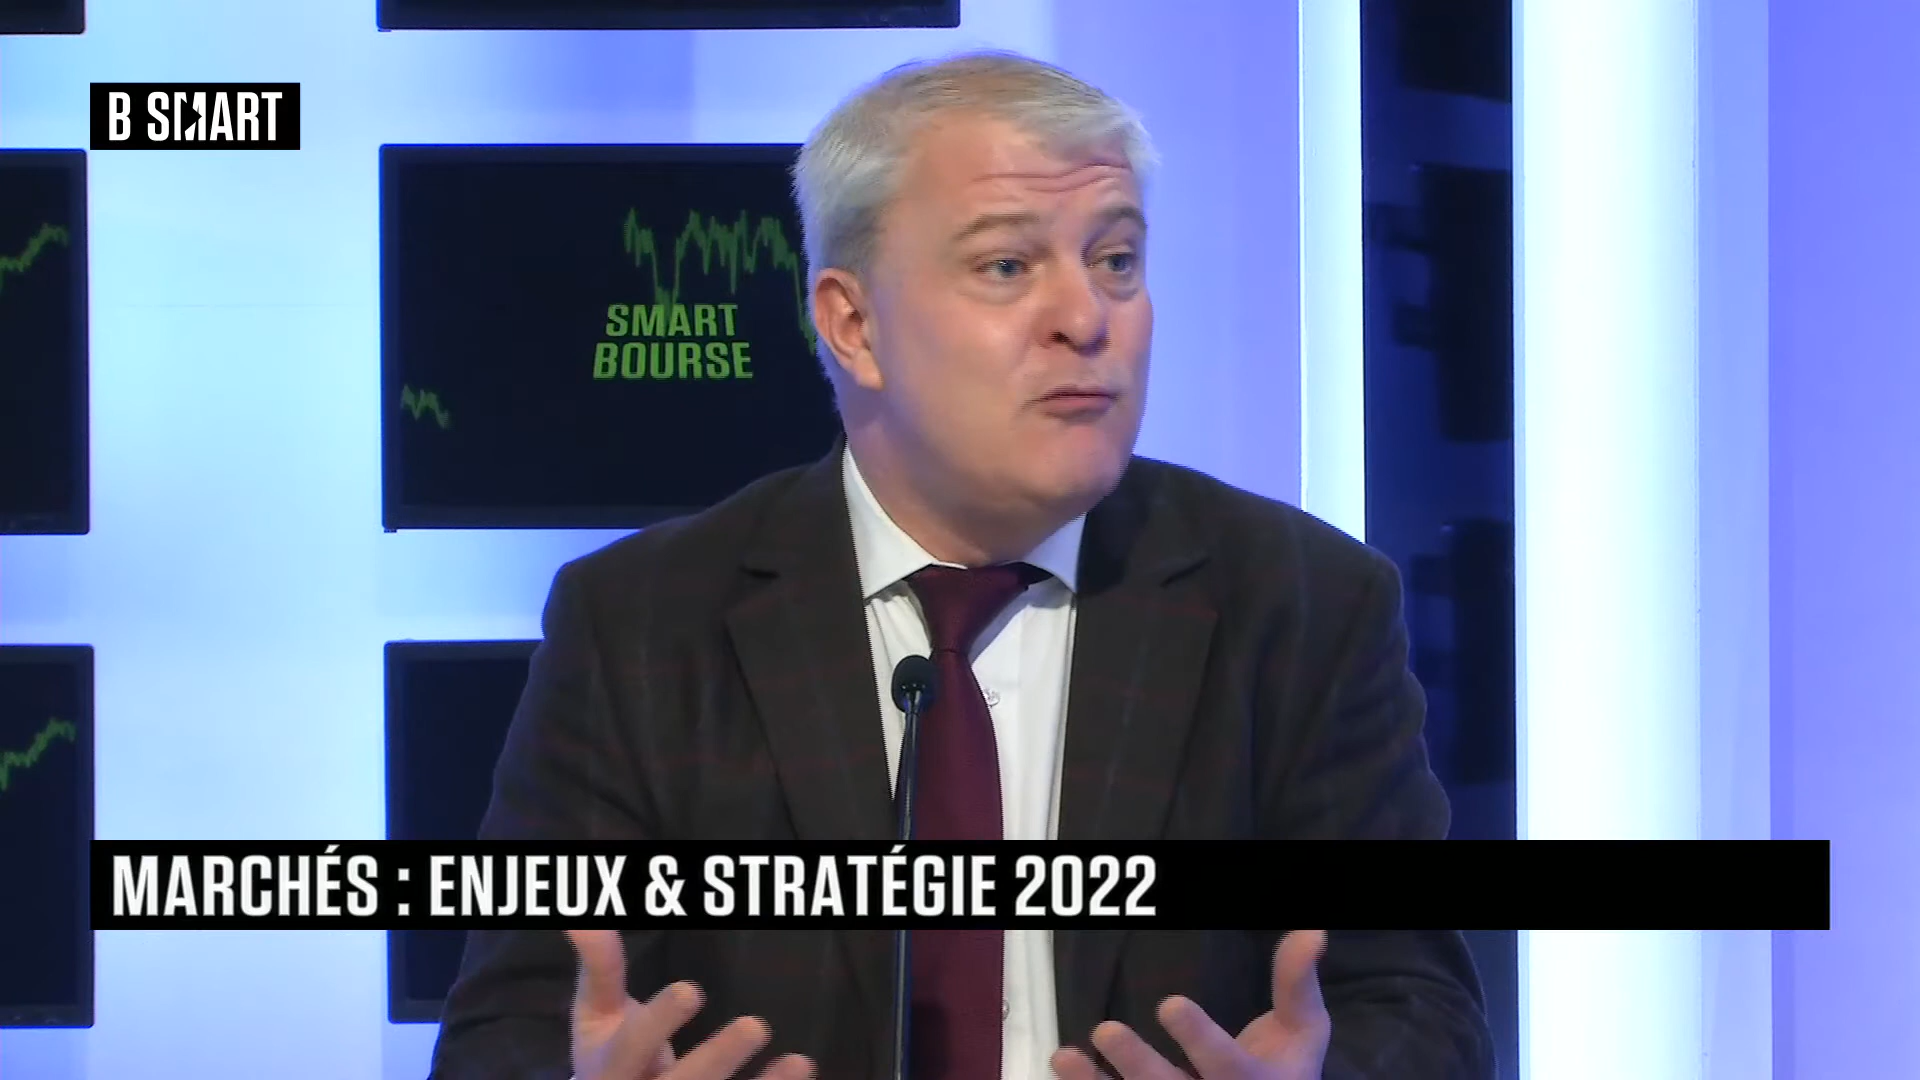 B SMART
SMART
BOURSE
MARCHÉS : ENJEUX & STRATÉGIE 2022